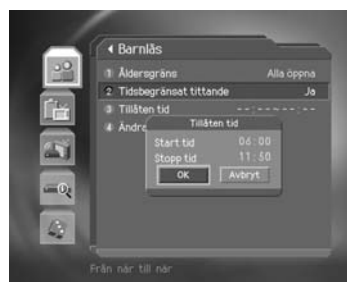 Barnlås
1 Åldersgräns Alla öppna
2 Tidsbegränsat tittande Ja
3 Tillåten tid --:--~--:--
4 Ändra
Tillåten tid
Start tid 06:00
Stopp tid 11:50
OK Avbryt
Från när till när